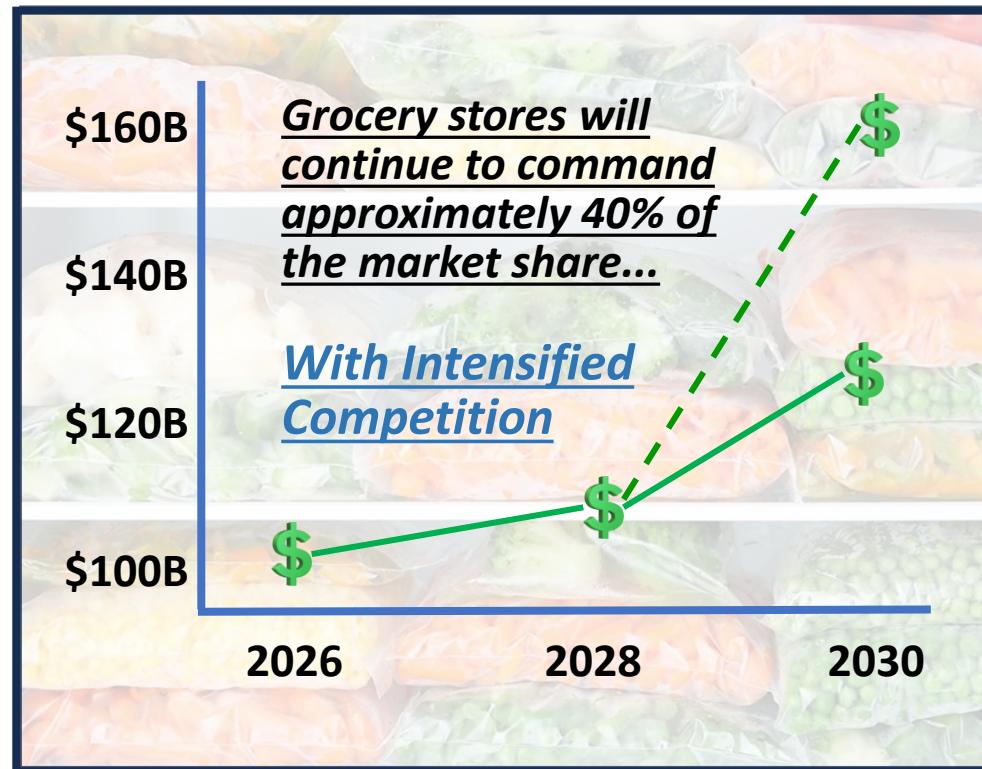 $160B
Grocery stores will
continue to command
approximately 40% of
the market share...
$140B
With Intensified
Competition
$120B
$100B
2026 2028 2030
$
$
$
$